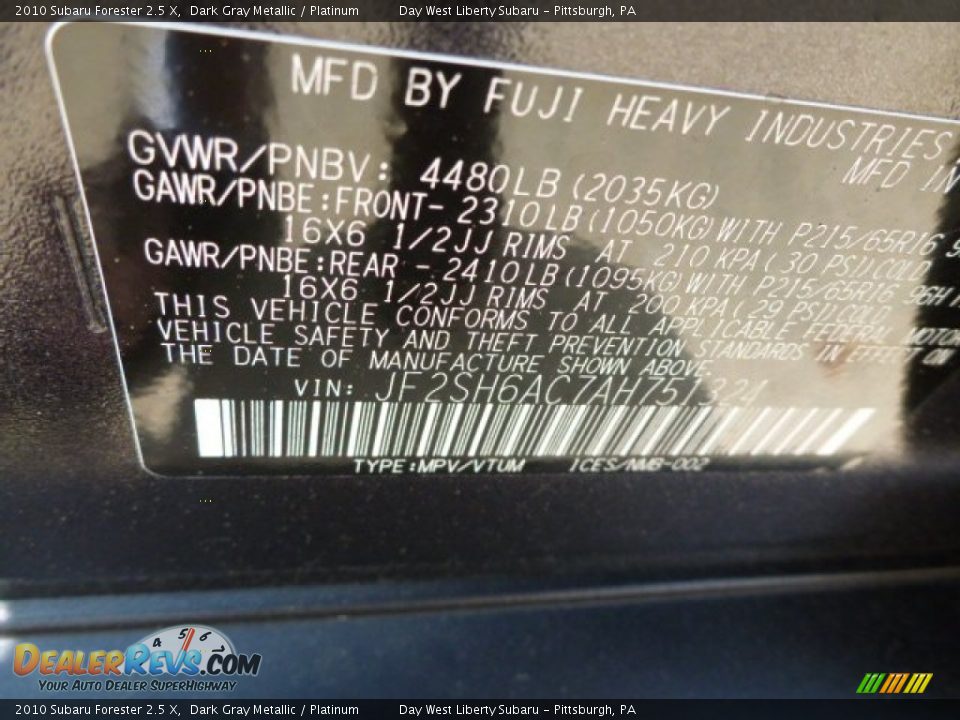 2010 Subaru Forester 2.5 X, Dark Gray Metallic / Platinum Day West Liberty Subaru - Pittsburgh, PA
MFD BY FUJI HEAVY INDUSTRIES
MFD IN
GVWR/PNBV: 4480LB (2035KG)
GAWR/PNBE:FRONT- 2310LB(1050KG)WITH P215/65R16
16X6 1/2JJ RIMS AT 210 KPA( 30 PSI)COLD
GAWR/PNBE:REAR - 2410LB(1095KG)WITH P215/65R16 96H
16X6 1/2JJ RIMS AT 200 KPA( 29 PSI)COLD
THIS VEHICLE CONFORMS TO ALL APPLICABLE FEDERAL MOTOR
VEHICLE SAFETY AND THEFT PREVENTION STANDARDS IN EFFECT ON
THE DATE OF MANUFACTURE SHOWN ABOVE.
VIN:
TYPE:MPV/VTUM ICES/NMB-002
4 5 6
DealerRevs.com
Your Auto Dealer SuperHighway
2010 Subaru Forester 2.5 X, Dark Gray Metallic / Platinum Day West Liberty Subaru - Pittsburgh, PA